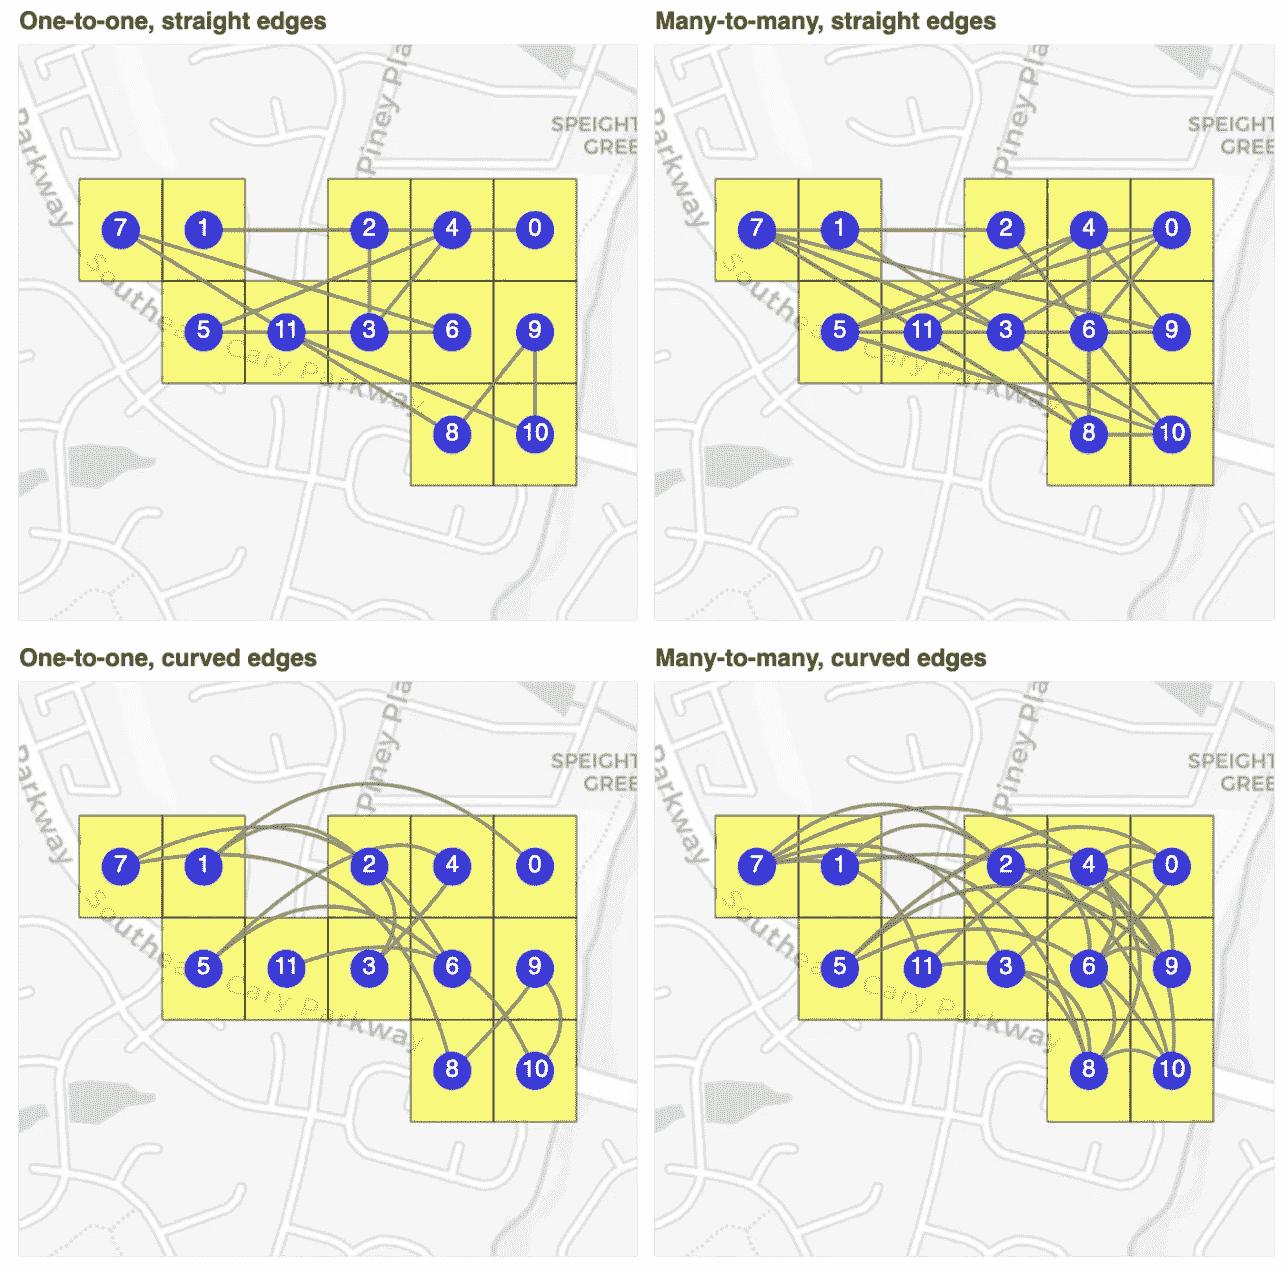 One-to-one, straight edges
Many-to-many, straight edges
Parkway
Piney Pla
SPEIGHT
GREE
7 1 2 4 0
5 11 3 6 9
8 10
Southea
Cary Parkway
Parkway
Piney Pla
SPEIGHT
GREE
7 1 2 4 0
5 11 3 6 9
8 10
Southea
Cary Parkway
One-to-one, curved edges
Many-to-many, curved edges
Parkway
Piney Pla
SPEIGHT
GREE
7 1 2 4 0
5 11 3 6 9
8 10
Southea
Cary Parkway
Parkway
Piney Pla
SPEIGHT
GREE
7 1 2 4 0
5 11 3 6 9
8 10
Southea
Cary Parkway